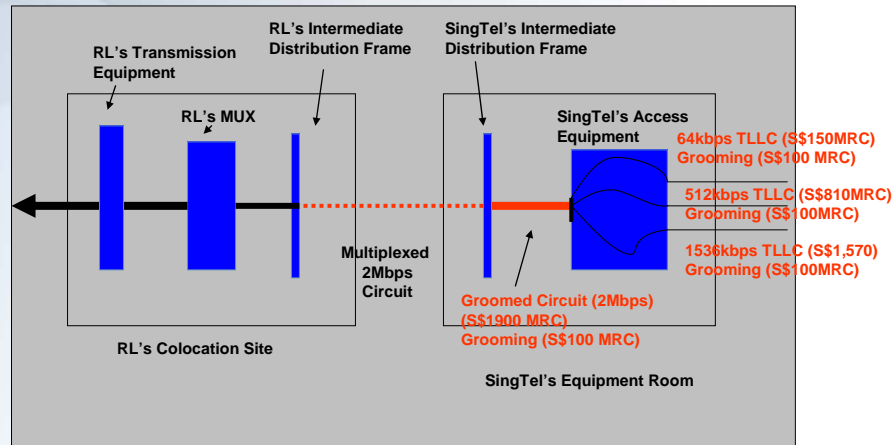 RL's Intermediate
Distribution Frame
SingTel's Intermediate
Distribution Frame
RL's Transmission
Equipment
RL's MUX
SingTel's Access
Equipment
64kbps TLLC (S$150MRC)
Grooming (S$100 MRC)
512kbps TLLC (S$810MRC)
Grooming (S$100MRC)
1536kbps TLLC (S$1,570)
Grooming (S$100MRC)
Multiplexed
2Mbps
Circuit
Groomed Circuit (2Mbps)
(S$1900 MRC)
Grooming (S$100 MRC)
RL's Colocation Site
SingTel's Equipment Room